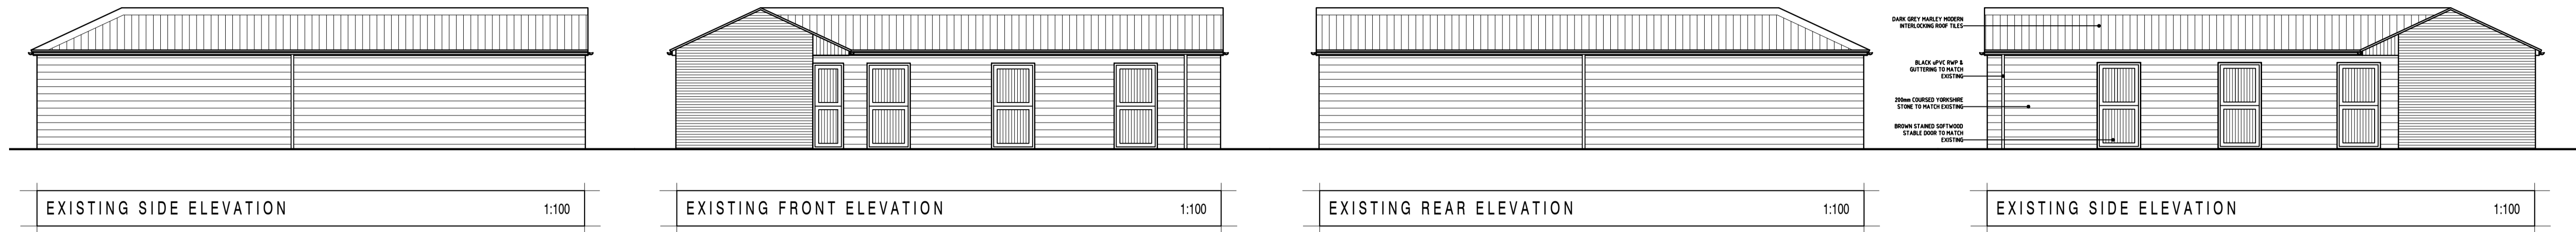 DARK GREY MARLEY MODERN
INTERLOCKING ROOF TILES
BLACK uPVC RWP &
GUTTERING TO MATCH
EXISTING
200mm COURSED YORKSHIRE
STONE TO MATCH EXISTING
BROWN STAINED SOFTWOOD
STABLE DOOR TO MATCH
EXISTING
EXISTING SIDE ELEVATION 1:100
EXISTING FRONT ELEVATION 1:100
EXISTING REAR ELEVATION 1:100
EXISTING SIDE ELEVATION 1:100